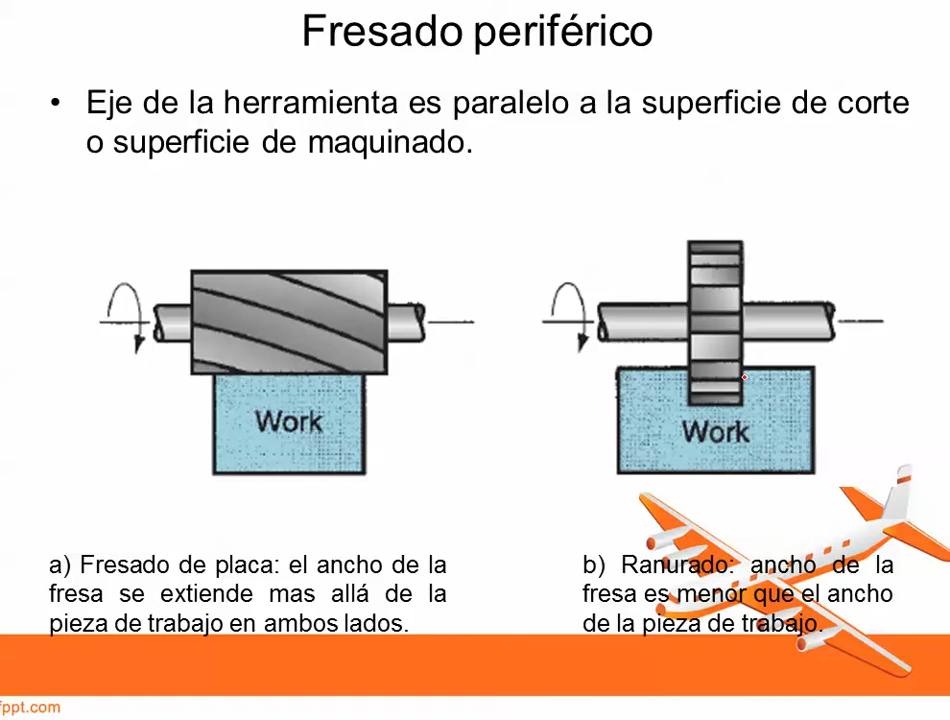 Fresado periférico
• Eje de la herramienta es paralelo a la superficie de corte
o superficie de maquinado.
Work
Work
a) Fresado de placa: el ancho de la
fresa se extiende mas allá de la
pieza de trabajo en ambos lados.
b) Ranurado: ancho de la
fresa es menor que el ancho
de la pieza de trabajo.
fppt.com